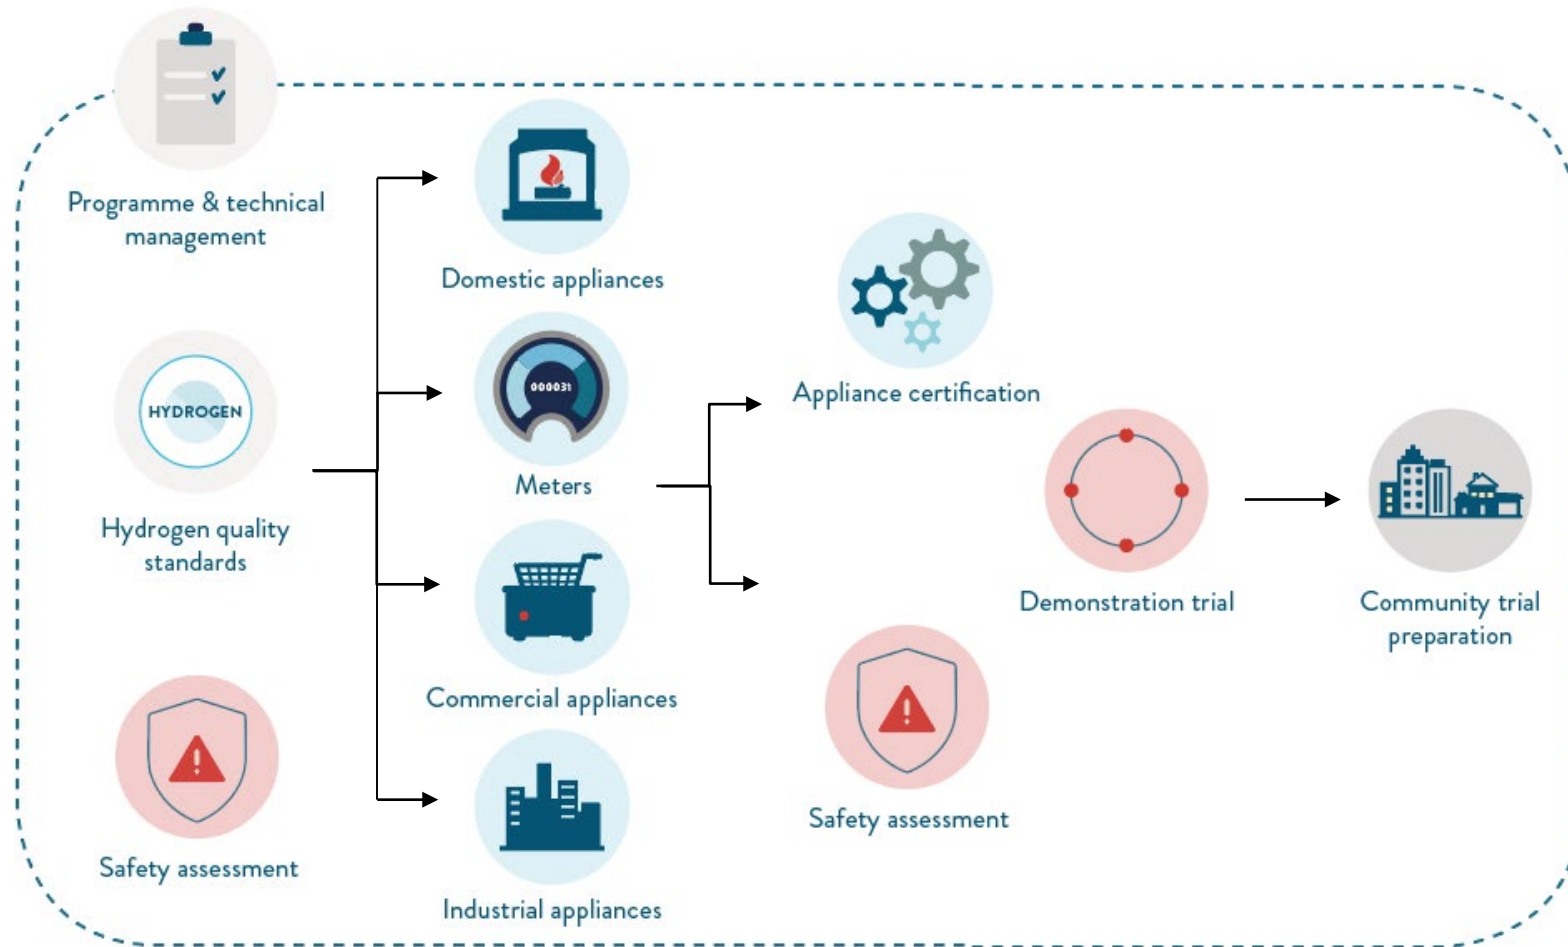 Programme & technical
management
HYDROGEN
Hydrogen quality
standards
Safety assessment
Domestic appliances
000031
Meters
Commercial appliances
Industrial appliances
Appliance certification
Safety assessment
Demonstration trial
Community trial
preparation